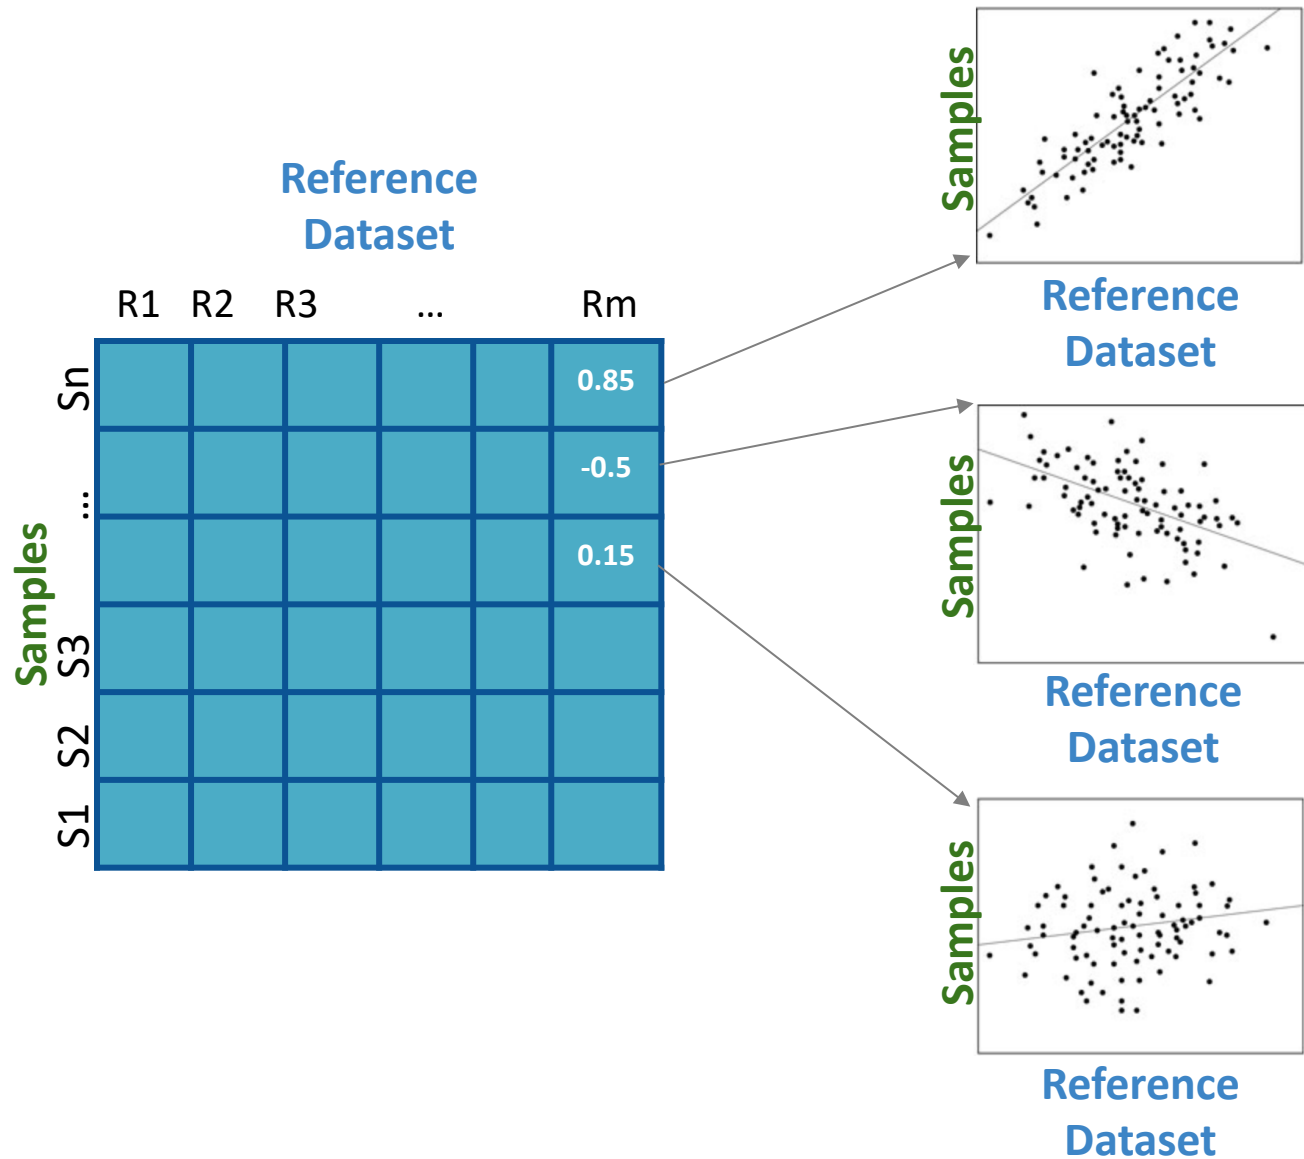 Reference
Dataset
R1 R2 R3 ... Rm
Samples
Sn
...
S3
S2
S1
0.85
-0.5
0.15
Samples
Reference
Dataset
Samples
Reference
Dataset
Samples
Reference
Dataset